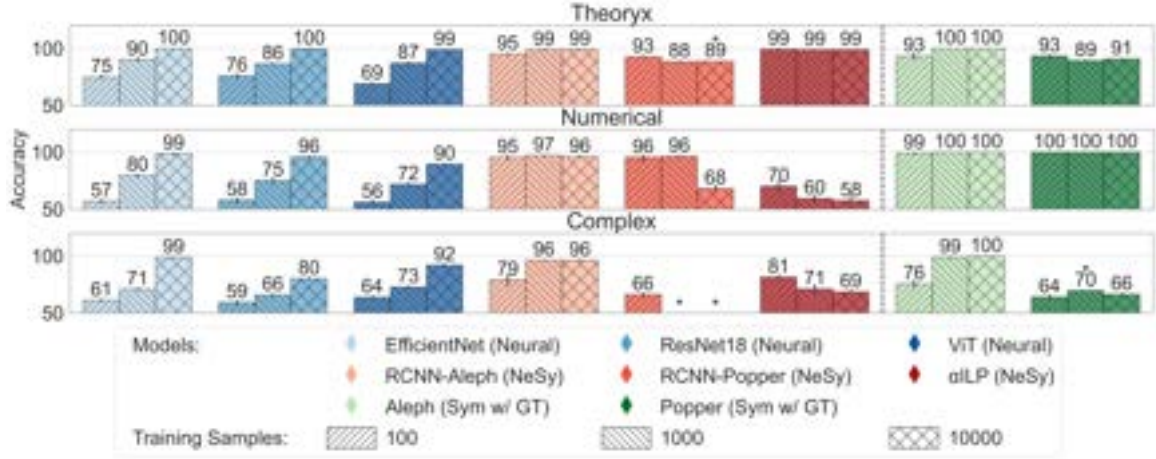 Theoryx
100
50
75 90 100 76 86 100 69 87 99 95 99 99 93 88 89* 99 99 99 93 100 100 93 89 91
Numerical
Accuracy
100
50
57 80 99 58 75 96 56 72 90 95 97 96 96 96 68 70 60 58 99 100 100 100 100 100
Complex
100
50
61 71 99 59 66 80 64 73 92 79 96 96 66 * * 81 71 69 76 99 100 64 70* 66
Models: EfficientNet (Neural) ResNet18 (Neural) ViT (Neural)
RCNN-Aleph (NeSy) RCNN-Popper (NeSy) αILP (NeSy)
Aleph (Sym w/ GT) Popper (Sym w/ GT)
Training Samples: 100 1000 10000